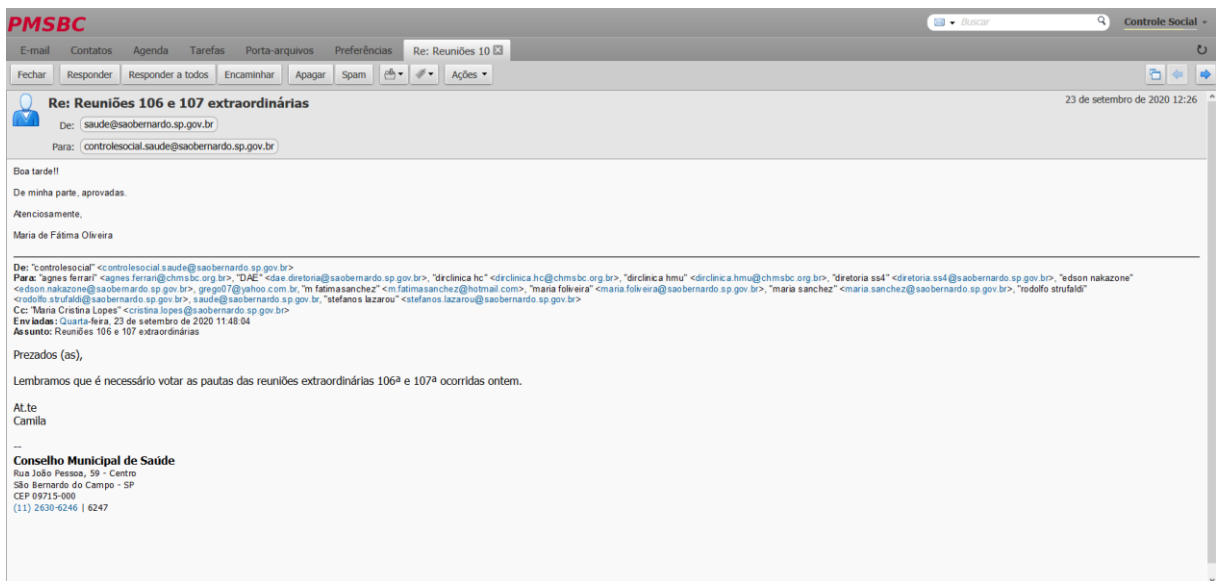 PMSBC
Buscar
Controle Social
E-mail Contatos Agenda Tarefas Porta-arquivos Preferências Re: Reuniões 10
Fechar Responder Responder a todos Encaminhar Apagar Spam Ações
Re: Reuniões 106 e 107 extraordinárias
23 de setembro de 2020 12:26
De: saude@saobernardo.sp.gov.br
Para: controlesocial.saude@saobernardo.sp.gov.br
Boa tarde!!
De minha parte, aprovadas.
Atenciosamente,
Maria de Fátima Oliveira
De: "controlesocial" <controlesocial.saude@saobernardo.sp.gov.br>
Para: "agnes ferrari" <agnes.ferrari@chmsbc.org.br>, "DAE" <dae.diretoria@saobernardo.sp.gov.br>, "dirclinica hc" <dirclinica.hc@chmsbc.org.br>, "dirclinica hmu" <dirclinica.hmu@chmsbc.org.br>, "diretoria ss4" <diretoria.ss4@saobernardo.sp.gov.br>, "edson nakazone"
<edson.nakazone@saobernardo.sp.gov.br>, grego07@yahoo.com.br, "m fatimasanchez" <m.fatimasanchez@hotmail.com>, "maria foliveira" <maria.foliveira@saobernardo.sp.gov.br>, "maria sanchez" <maria.sanchez@saobernardo.sp.gov.br>, "rodolfo strufaldi"
<rodolfo.strufaldi@saobernardo.sp.gov.br>, saude@saobernardo.sp.gov.br, "stefanos lazarou" <stefanos.lazarou@saobernardo.sp.gov.br>
Cc: "Maria Cristina Lopes" <cristina.lopes@saobernardo.sp.gov.br>
Enviadas: Quarta-feira, 23 de setembro de 2020 11:48:04
Assunto: Reuniões 106 e 107 extraordinárias
Prezados (as),
Lembramos que é necessário votar as pautas das reuniões extraordinárias 106ª e 107ª ocorridas ontem.
At.te
Camila
--
Conselho Municipal de Saúde
Rua João Pessoa, 59 - Centro
São Bernardo do Campo - SP
CEP 09715-000
(11) 2630-6246 | 6247